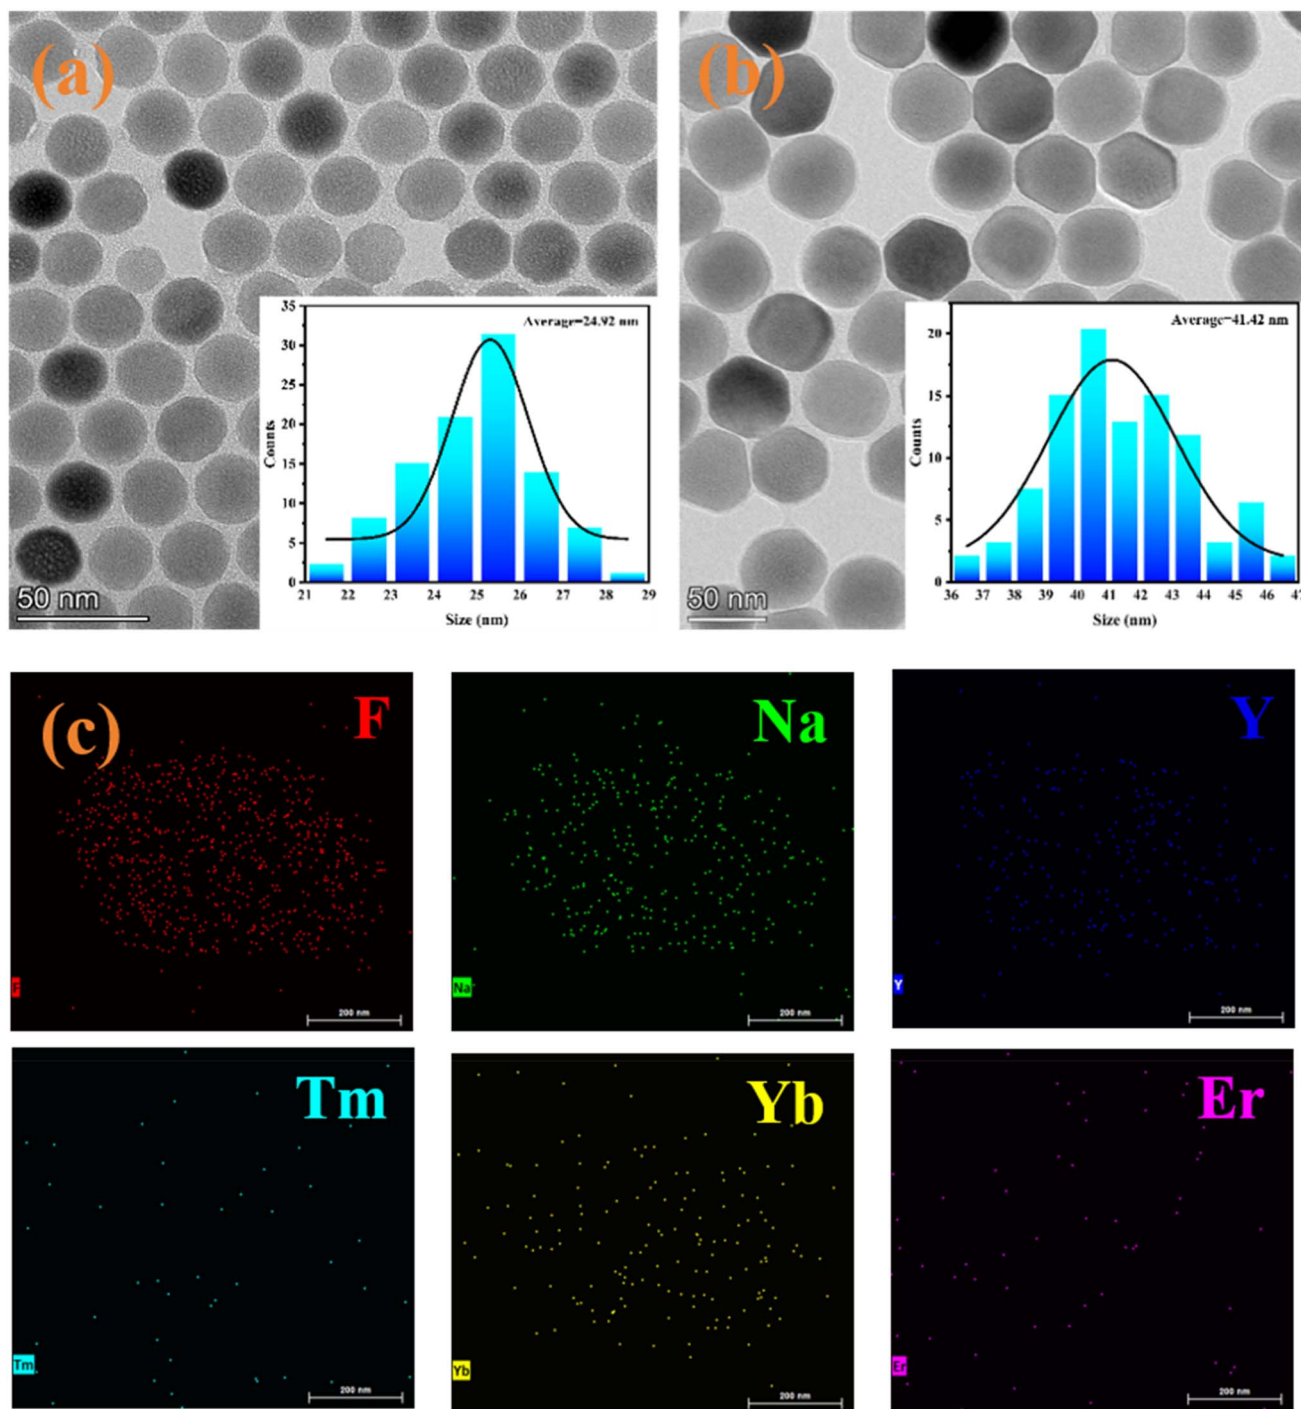 (a)
50 nm
Average=24.92 nm
Counts
35
30
25
20
15
10
5
0
21 22 23 24 25 26 27 28 29
Size (nm)
(b)
50 nm
Average=41.42 nm
Counts
20
15
10
5
0
36 37 38 39 40 41 42 43 44 45 46 47
Size (nm)
(c)
F
F
200 nm
Na
Na
200 nm
Y
Y
200 nm
Tm
Tm
200 nm
Yb
Yb
200 nm
Er
Er
200 nm